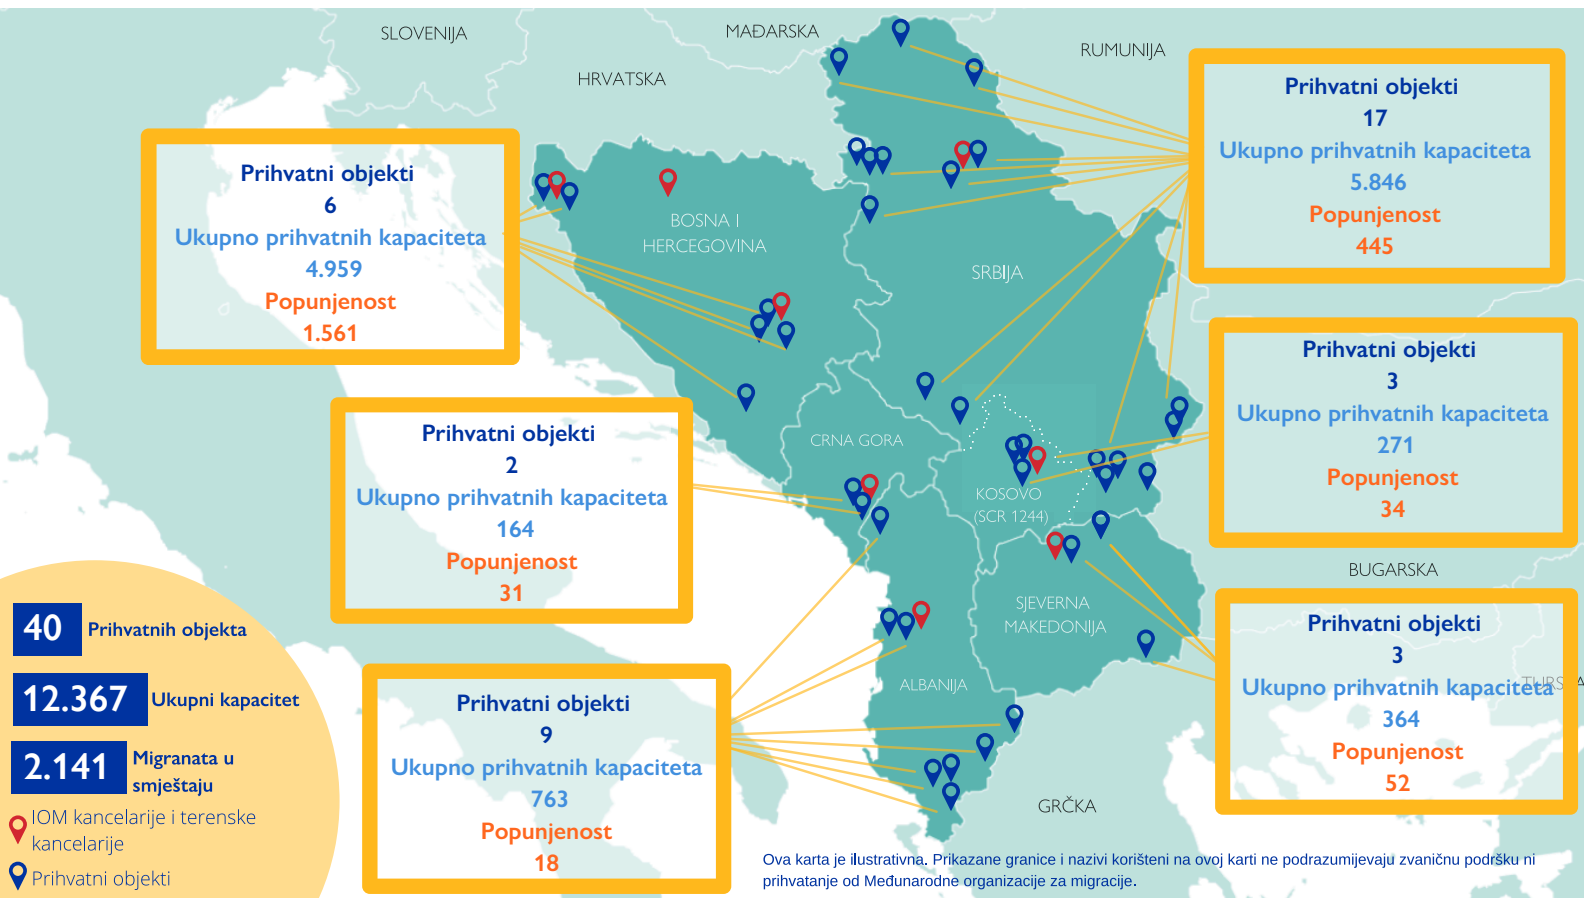 SLOVENIJA
MAĐARSKA
HRVATSKA
RUMUNIJA
Prihvatni objekti
17
Ukupno prihvatnih kapaciteta
5.846
Popunjenost
445
Prihvatni objekti
6
Ukupno prihvatnih kapaciteta
4.959
Popunjenost
1.561
BOSNA I
HERCEGOVINA
SRBIJA
Prihvatni objekti
3
Ukupno prihvatnih kapaciteta
271
Popunjenost
34
Prihvatni objekti
2
Ukupno prihvatnih kapaciteta
164
Popunjenost
31
CRNA GORA
KOSOVO
(SCR 1244)
BUGARSKA
SJEVERNA
MAKEDONIJA
Prihvatni objekti
3
Ukupno prihvatnih kapaciteta
364
Popunjenost
52
ALBANIJA
Prihvatni objekti
9
Ukupno prihvatnih kapaciteta
763
Popunjenost
18
GRČKA
40 Prihvatnih objekta
12.367 Ukupni kapacitet
2.141 Migranata u
smještaju
IOM kancelarije i terenske
kancelarije
Prihvatni objekti
Ova karta je ilustrativna. Prikazane granice i nazivi korišteni na ovoj karti ne podrazumijevaju zvaničnu podršku ni
prihvatanje od Međunarodne organizacije za migracije.